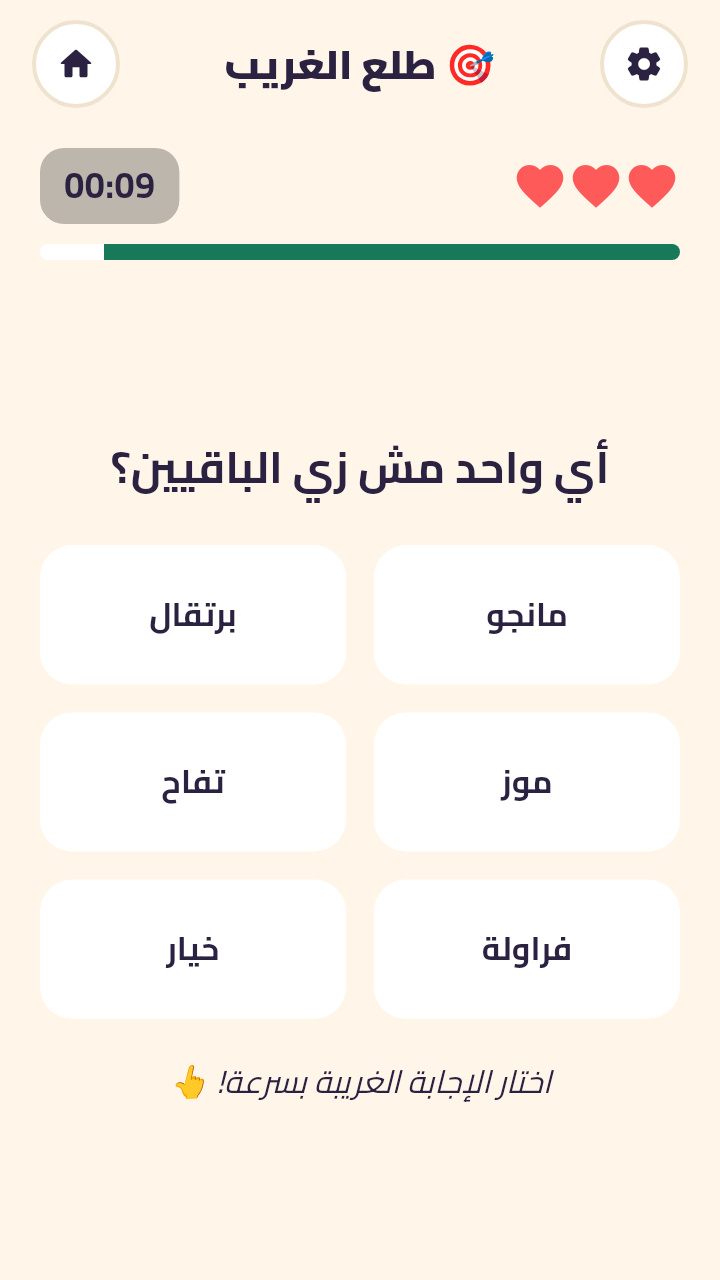 🎯 طلع الغريب
00:09
أي واحد مش زي الباقيين؟
مانجو
برتقال
موز
تفاح
فراولة
خيار
اختار الإجابة الغريبة بسرعة! 👆